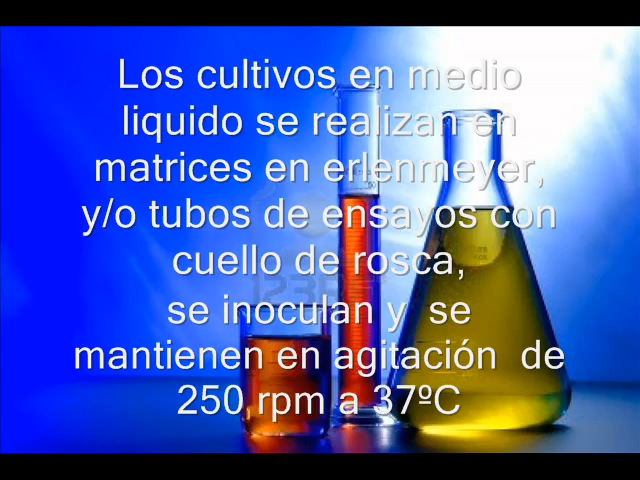 Los cultivos en medio
liquido se realizan en
matrices en erlenmeyer,
y/o tubos de ensayos con
cuello de rosca,
se inoculan y  se
mantienen en agitación  de
250 rpm a 37ºC